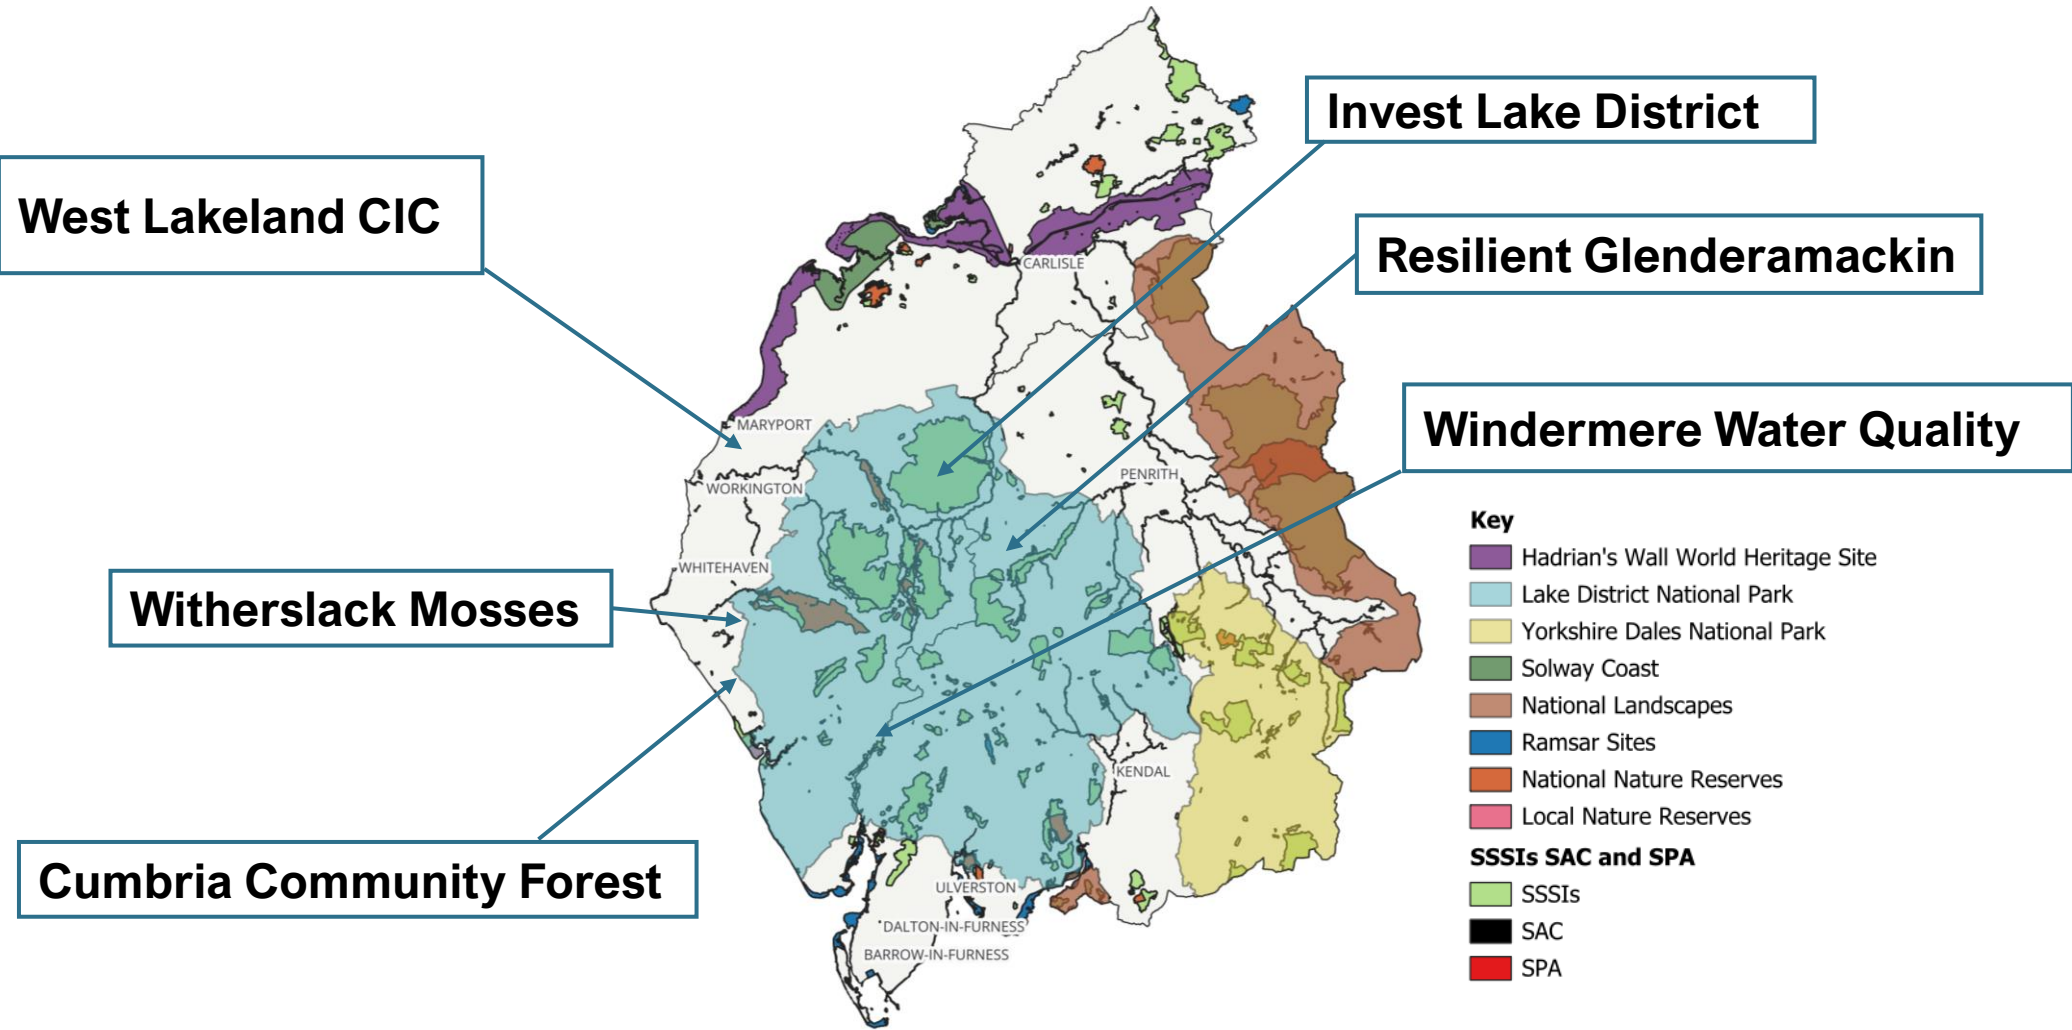 Invest Lake District
West Lakeland CIC
Resilient Glenderamackin
CARLISLE
Windermere Water Quality
MARYPORT
PENRITH
WORKINGTON
WHITEHAVEN
Witherslack Mosses
KENDAL
Cumbria Community Forest
ULVERSTON
DALTON-IN-FURNESS
BARROW-IN-FURNESS
Key
Hadrian's Wall World Heritage Site
Lake District National Park
Yorkshire Dales National Park
Solway Coast
National Landscapes
Ramsar Sites
National Nature Reserves
Local Nature Reserves
SSSIs SAC and SPA
SSSIs
SAC
SPA